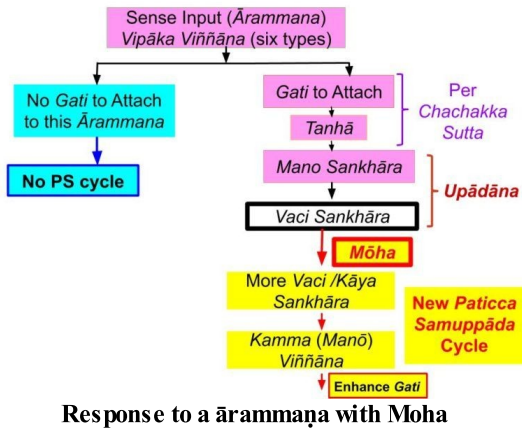 Sense Input (Ārammana)
Vipāka Viññāna (six types)
No Gati to Attach
to this Ārammana
No PS cycle
Gati to Attach
Tanhā
Per
Chachakka
Sutta
Mano Sankhāra
Vaci Sankhāra
Upādāna
Mōha
More Vaci /Kāya
Sankhāra
Kamma (Manō)
Viññāna
Enhance Gati
New Paticca
Samuppāda
Cycle
Response to a ārammaṇa with Moha